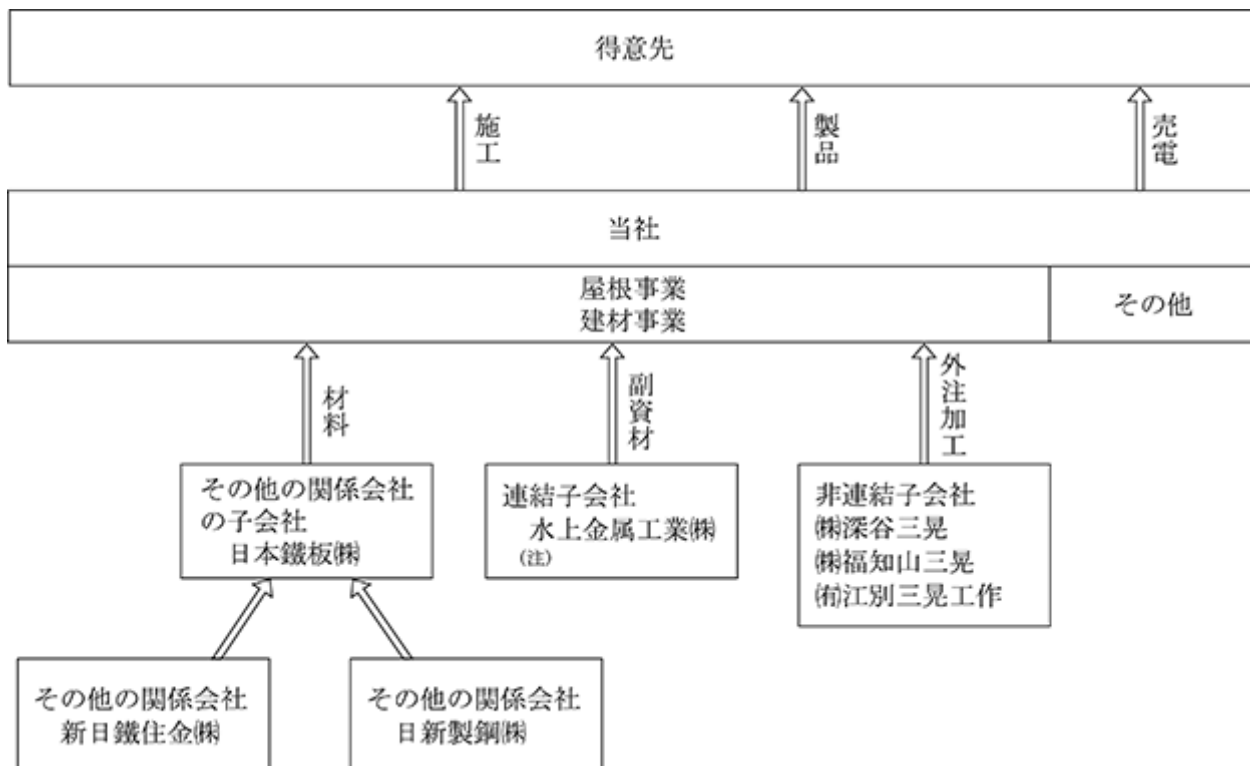 得意先
施工
製品
売電
当社
屋根事業
建材事業
その他
材料
副資材
外注加工
その他の関係会社
の子会社
日本鐵板㈱
連結子会社
水上金属工業㈱
(注)
非連結子会社
㈱深谷三晃
㈱福知山三晃
㈲江別三晃工作
その他の関係会社
新日鐵住金㈱
その他の関係会社
日新製鋼㈱